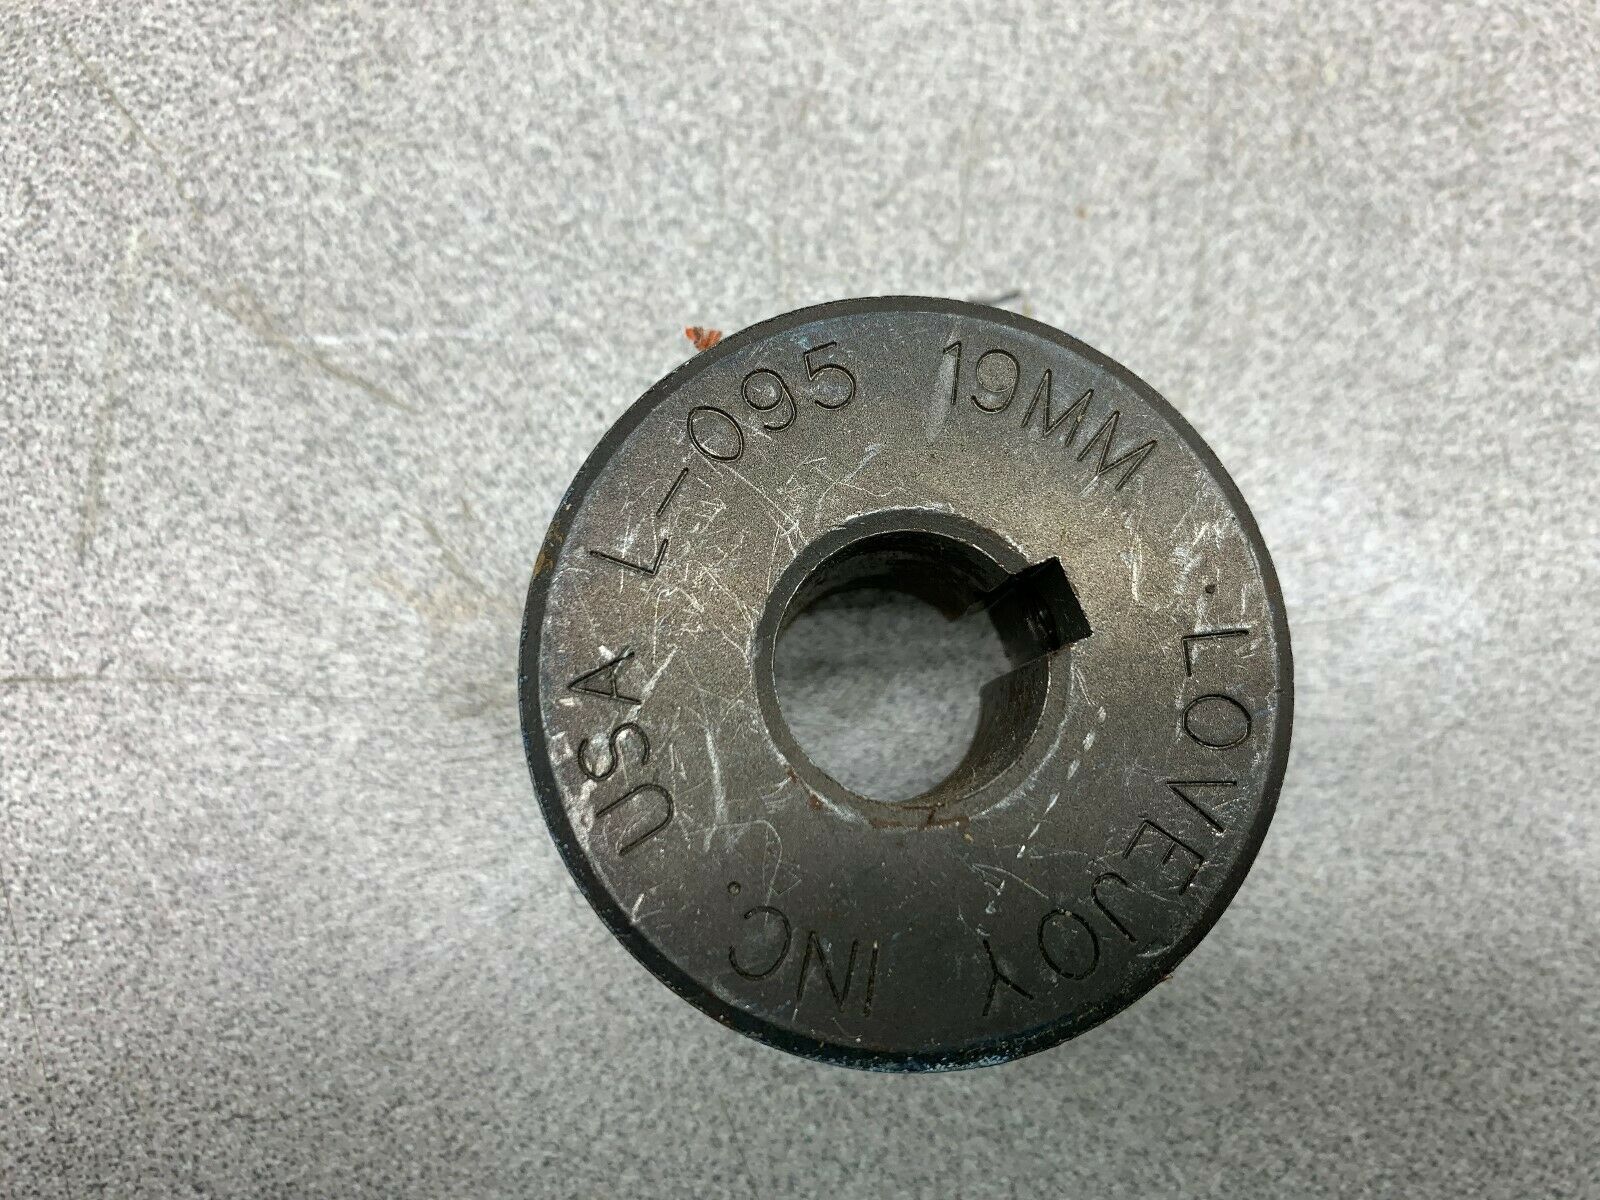 L-095 19MM . LOVEJOY INC. USA